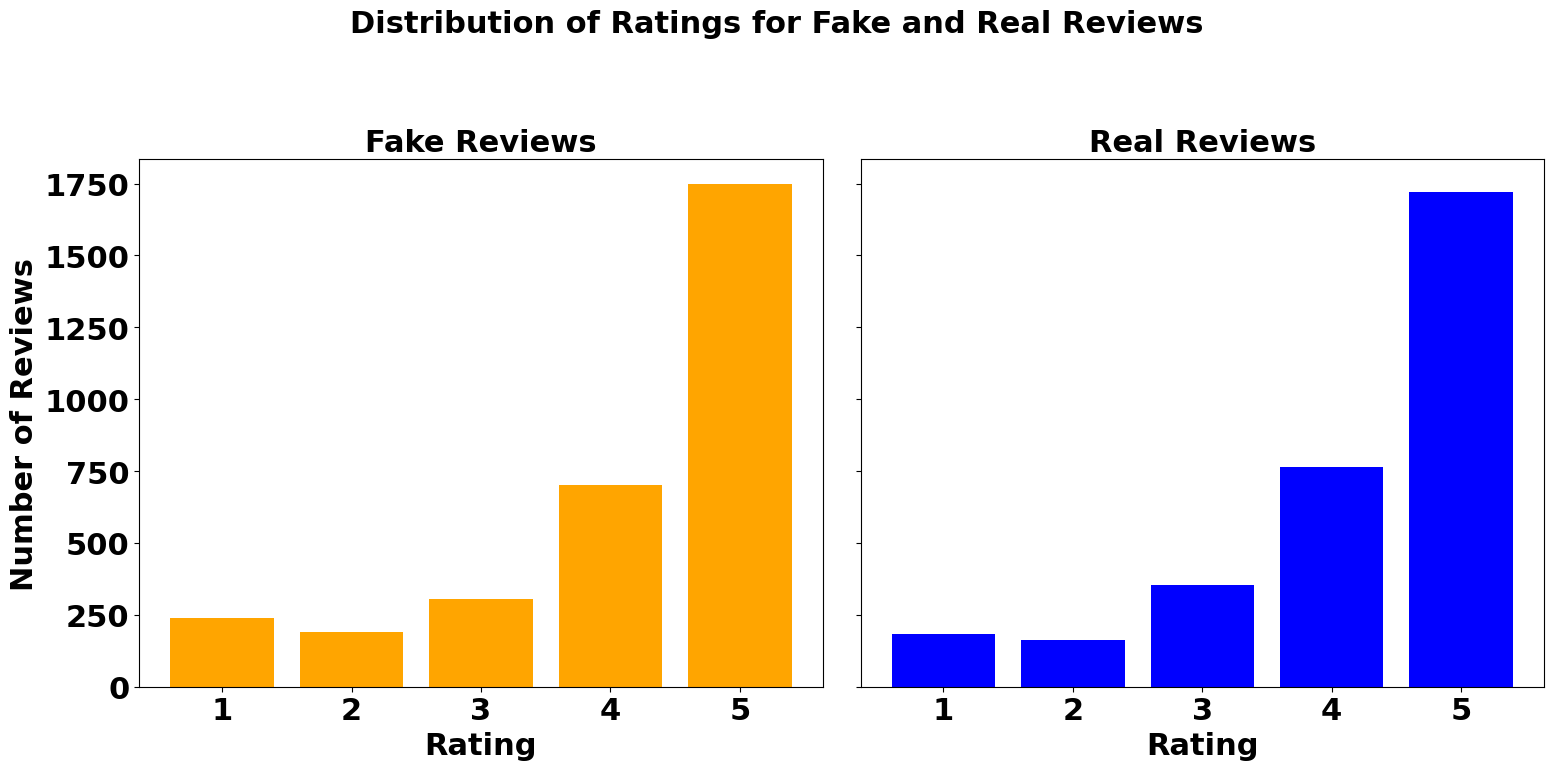 Distribution of Ratings for Fake and Real Reviews
Fake Reviews
Number of Reviews
1750
1500
1250
1000
750
500
250
0
1 2 3 4 5
Rating
Real Reviews
1 2 3 4 5
Rating